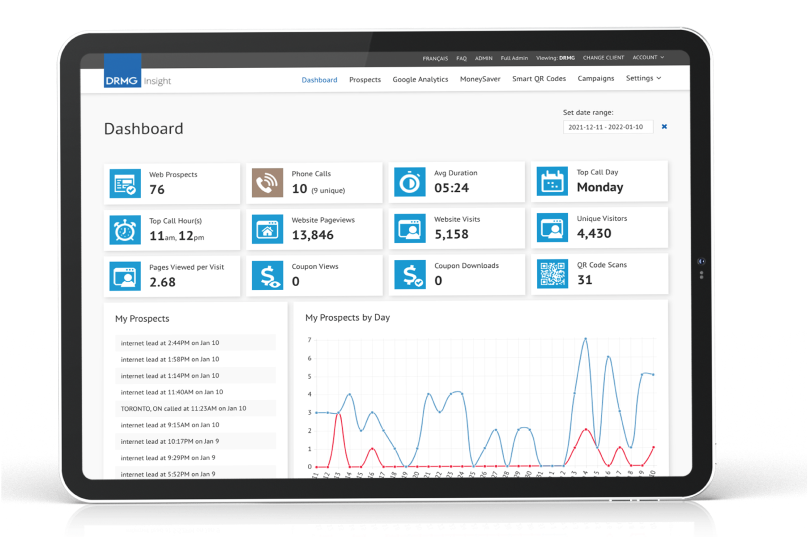 FRANÇAIS FAQ ADMIN Full Admin Viewing: DRMG CHANGE CLIENT ACCOUNT
DRMG Insight
Dashboard Prospects Google Analytics MoneySaver Smart QR Codes Campaigns Settings
Set date range:
Dashboard
2021-12-11 - 2022-01-10
Web Prospects
76
Phone Calls
10 (9 unique)
Avg Duration
05:24
Top Call Day
Monday
Top Call Hour(s)
11am, 12pm
Website Pageviews
13,846
Website Visits
5,158
Unique Visitors
4,430
Pages Viewed per Visit
2.68
Coupon Views
0
Coupon Downloads
0
QR Code Scans
31
My Prospects
internet lead at 2:44PM on Jan 10
internet lead at 1:58PM on Jan 10
internet lead at 1:14PM on Jan 10
internet lead at 11:40AM on Jan 10
TORONTO, ON called at 11:23AM on Jan 10
internet lead at 9:15AM on Jan 10
internet lead at 10:17PM on Jan 9
internet lead at 9:29PM on Jan 9
internet lead at 5:52PM on Jan 9
My Prospects by Day
7
6
5
4
3
2
1
0